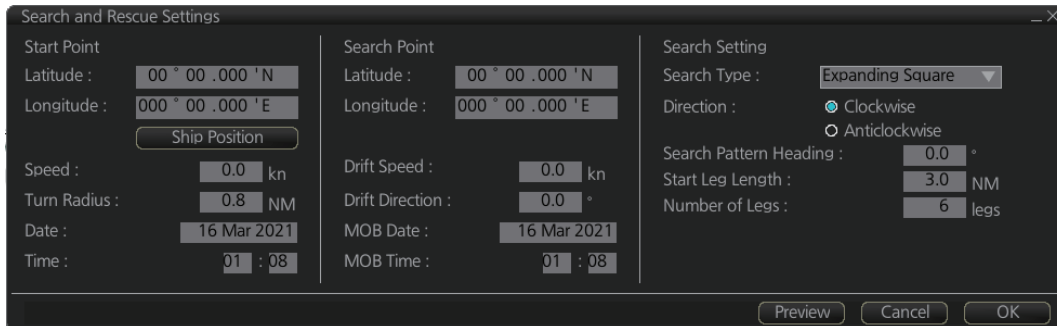 Search and Rescue Settings
Start Point
Latitude : 00 ° 00 .000 ' N
Longitude : 000 ° 00 .000 ' E
Ship Position
Speed : 0.0 kn
Turn Radius : 0.8 NM
Date : 16 Mar 2021
Time : 01 : 08
Search Point
Latitude : 00 ° 00 .000 ' N
Longitude : 000 ° 00 .000 ' E
Drift Speed : 0.0 kn
Drift Direction : 0.0 °
MOB Date : 16 Mar 2021
MOB Time : 01 : 08
Search Setting
Search Type : Expanding Square
Direction : Clockwise
Anticlockwise
Search Pattern Heading : 0.0 °
Start Leg Length : 3.0 NM
Number of Legs : 6 legs
Preview Cancel OK